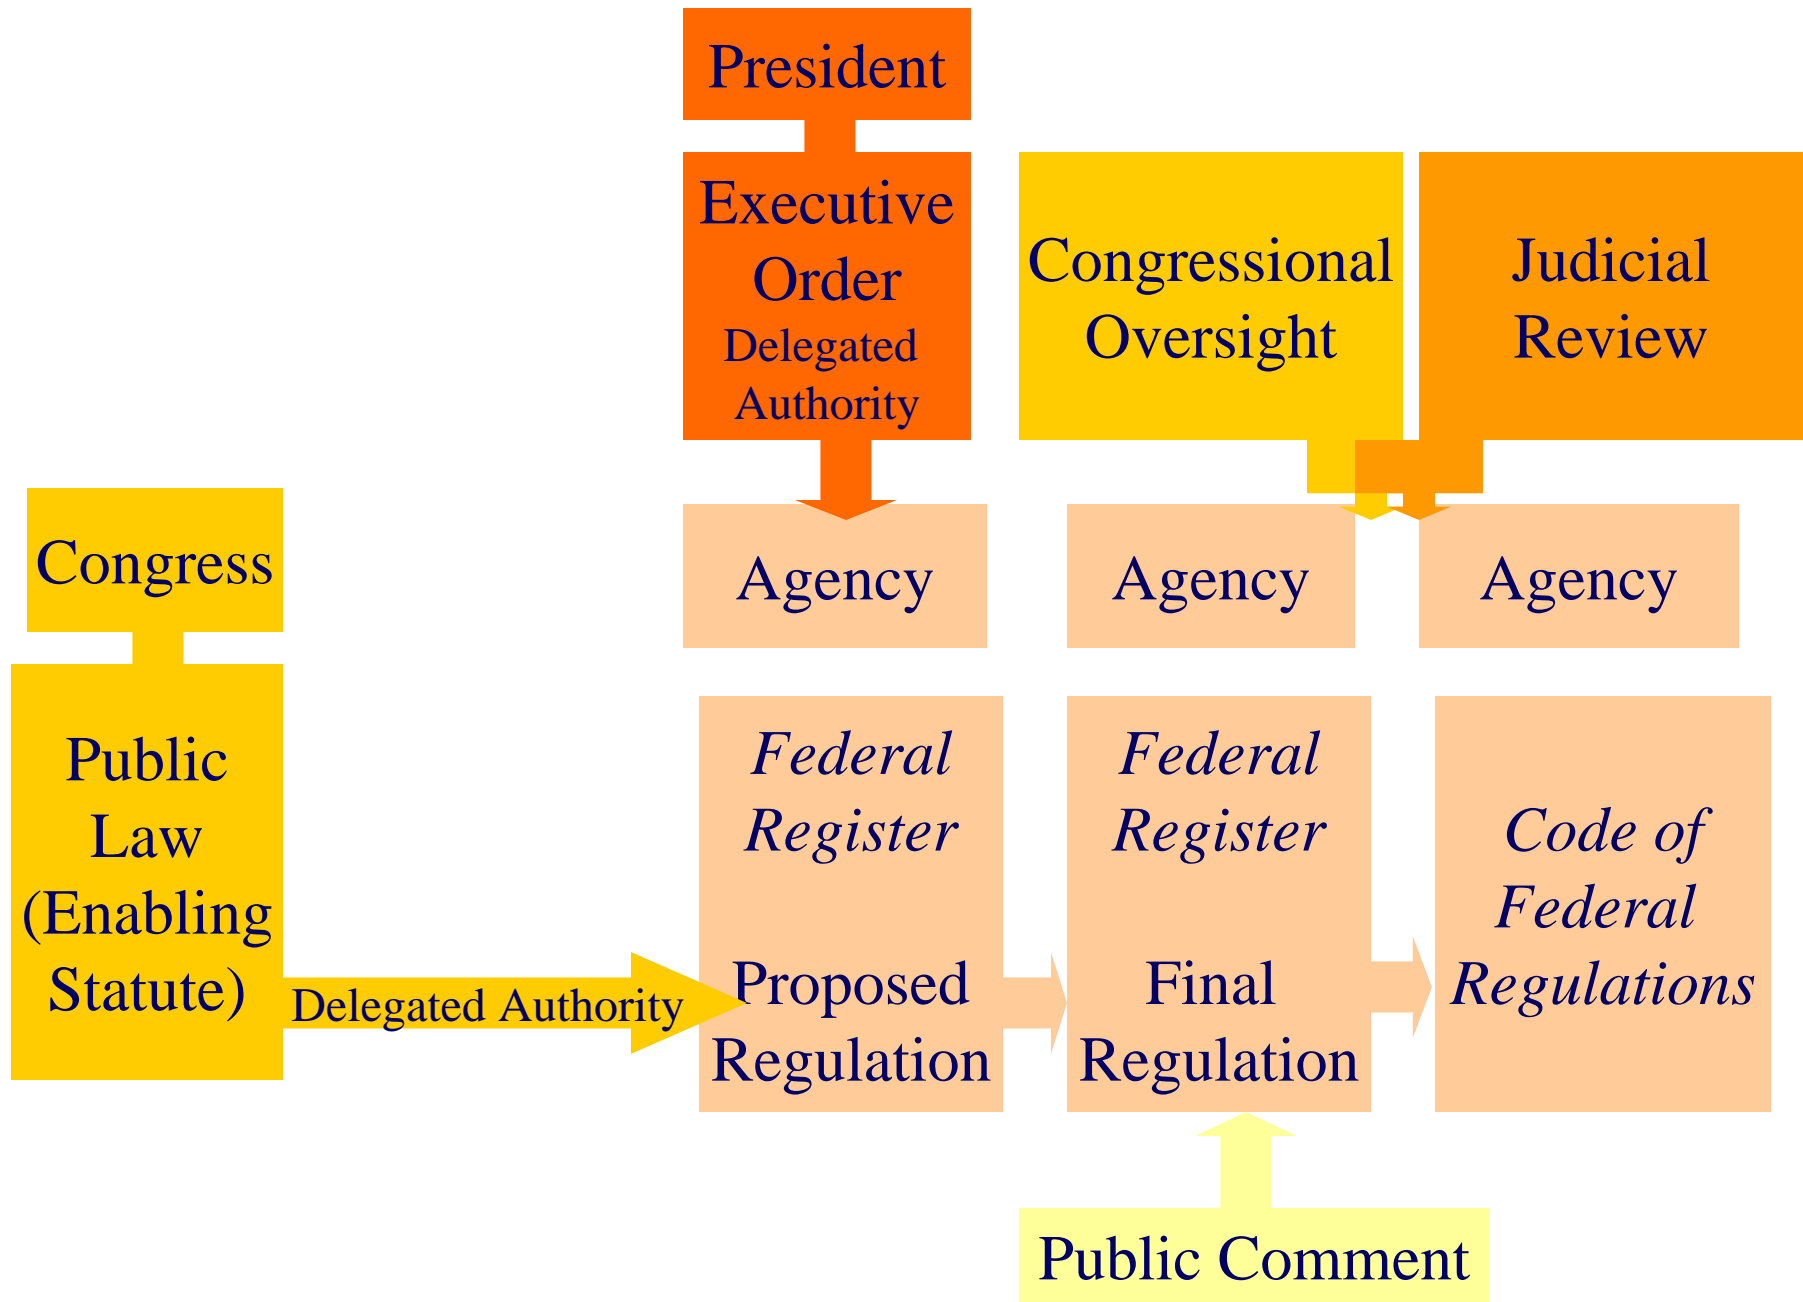 President
Executive
Order
Delegated
Authority
Congressional
Oversight
Judicial
Review
Congress
Agency
Agency
Agency
Public
Law
(Enabling
Statute)
Delegated Authority
Federal
Register
Proposed
Regulation
Federal
Register
Final
Regulation
Code of
Federal
Regulations
Public Comment